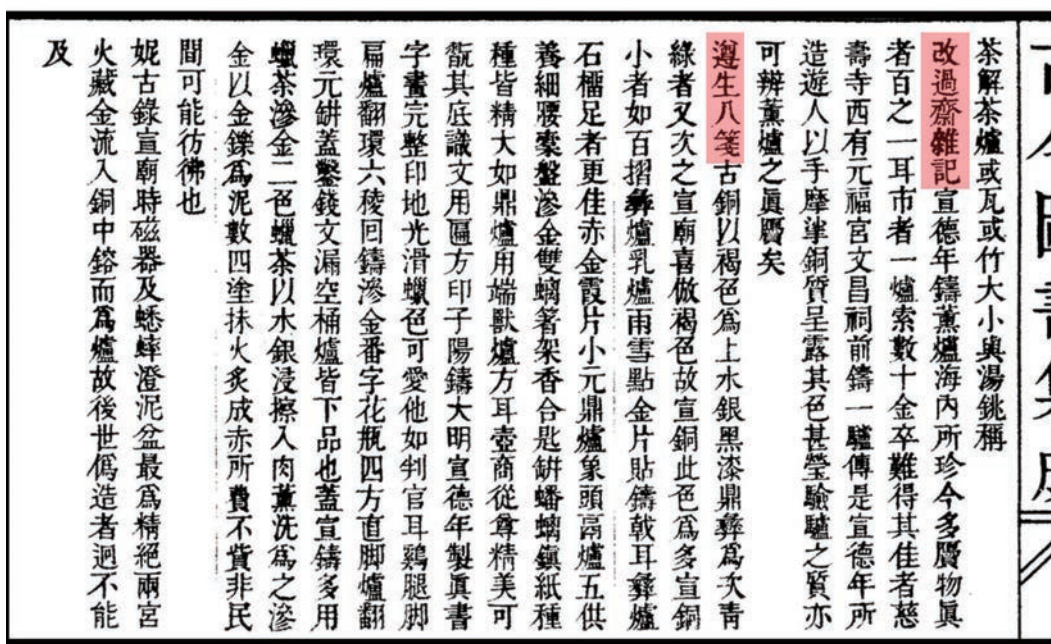 茶解茶爐或瓦或竹大小與湯銚稱
改過齋雜記宣德年鑄薰爐海內所珍今多贗物眞
者百之一耳市者一爐索數十金卒難得其佳者慈
壽寺西有元福宮文昌祠前鑄一驢傳是宣德年所
造遊人以手摩挲銅質呈露其色甚瑩驗驢之質亦
可辨薰爐之眞贗矣
遵生八箋古銅以褐色爲上水銀黑漆鼎彝爲次靑
綠者又次之宣廟喜倣褐色故宣銅此色爲多宣銅
小者如百摺彝爐乳爐雨雪點金片貼鑄戟耳彝爐
石榴足者更佳赤金霞片小元鼎爐象頭鬲爐五供
養細腰橐盤滲金雙螭箸架香合匙缾蟠螭鎭紙種
種皆精大如鼎爐用端獸爐方耳壺商從尊精美可
翫其底識文用匾方印子陽鑄大明宣德年製眞書
字畫完整印地光滑蠟色可愛他如判官耳鷄腿脚
扁爐翻環六稜回鑄滲金番字花瓶四方直脚爐翻
環元缾蓋鏨錢文漏空桶爐皆下品也蓋宣鑄多用
蠟茶滲金二色蠟茶以水銀浸擦入肉薰洗爲之滲
金以金鑠爲泥數四塗抹火炙成赤所費不貲非民
間可能彷彿也
妮古錄宣廟時磁器及蟋蟀澄泥盆最爲精絕兩宮
火藏金流入銅中鎔而爲爐故後世僞造者迥不能
及